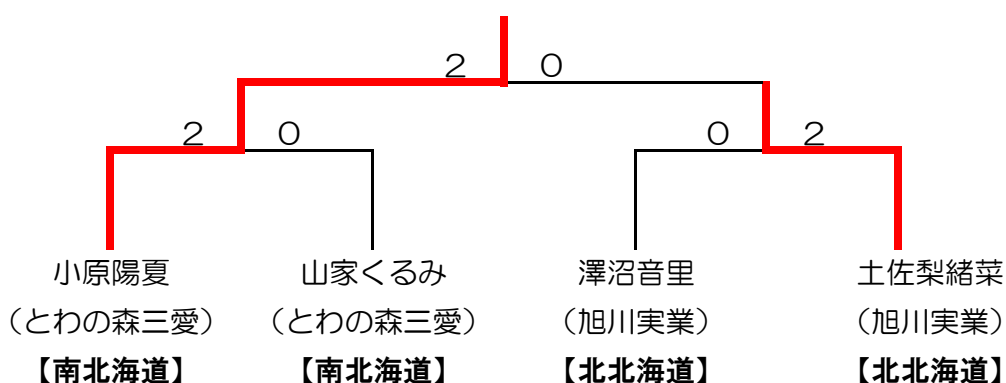 ２ ０
２ ０ ０ ２
小原陽夏 山家くるみ 澤沼音里 土佐梨緒菜
（とわの森三愛） （とわの森三愛） （旭川実業） （旭川実業）
【南北海道】 【南北海道】 【北北海道】 【北北海道】